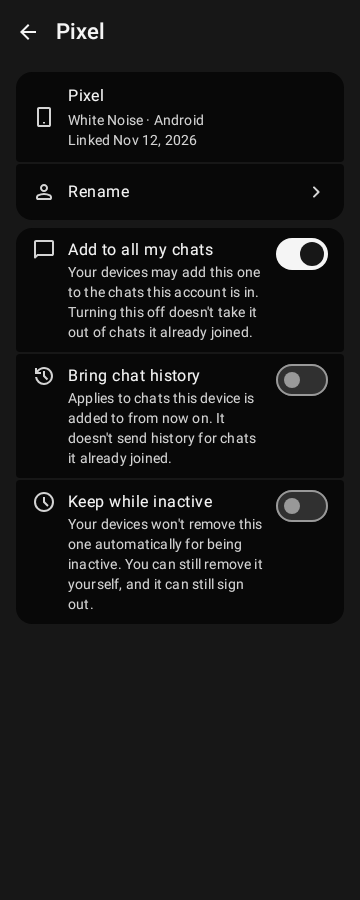 Pixel
Pixel
White Noise · Android
Linked Nov 12, 2026
Rename
Add to all my chats
Your devices may add this one
to the chats this account is in.
Turning this off doesn't take it
out of chats it already joined.
Bring chat history
Applies to chats this device is
added to from now on. It
doesn't send history for chats
it already joined.
Keep while inactive
Your devices won't remove this
one automatically for being
inactive. You can still remove it
yourself, and it can still sign
out.